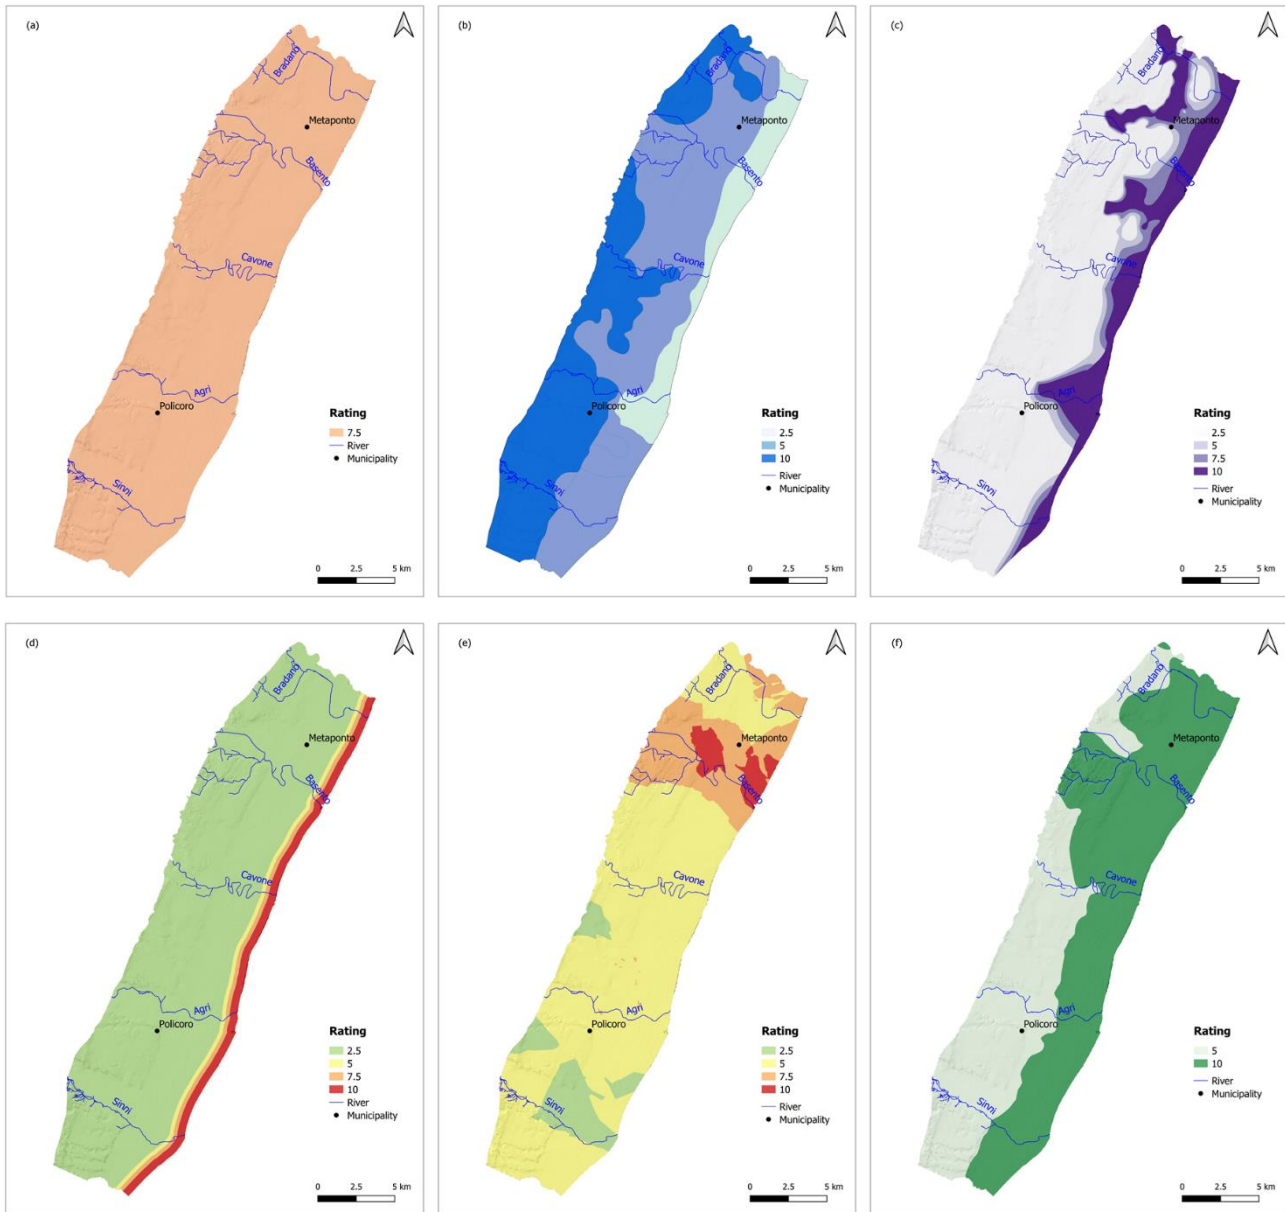 (a)
Bradano
Metaponto
Basento
Cavone
Agri
Policoro
Sinni
Rating
7.5
River
Municipality
0 2.5 5 km
(b)
Bradano
Metaponto
Basento
Cavone
Agri
Policoro
Sinni
Rating
2.5
5
10
River
Municipality
0 2.5 5 km
(c)
Bradano
Metaponto
Basento
Cavone
Agri
Policoro
Sinni
Rating
2.5
5
7.5
10
River
Municipality
0 2.5 5 km
(d)
Bradano
Metaponto
Basento
Cavone
Agri
Policoro
Sinni
Rating
2.5
5
7.5
10
River
Municipality
0 2.5 5 km
(e)
Bradano
Metaponto
Basento
Cavone
Agri
Policoro
Sinni
Rating
2.5
5
7.5
10
River
Municipality
0 2.5 5 km
(f)
Bradano
Metaponto
Basento
Cavone
Agri
Policoro
Sinni
Rating
5
10
River
Municipality
0 2.5 5 km